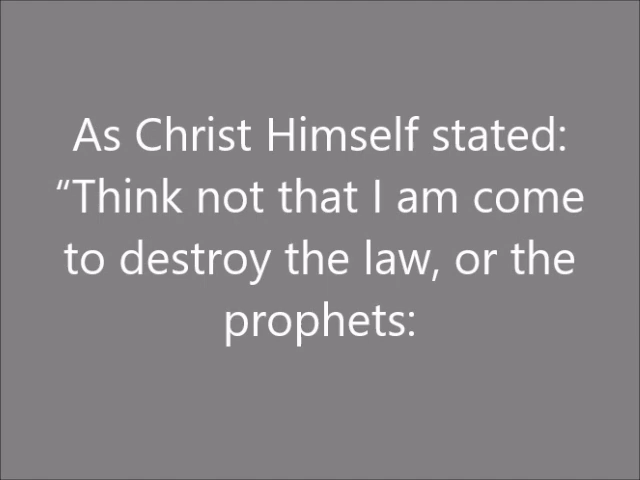 As Christ Himself stated:
“Think not that I am come
to destroy the law, or the
prophets: